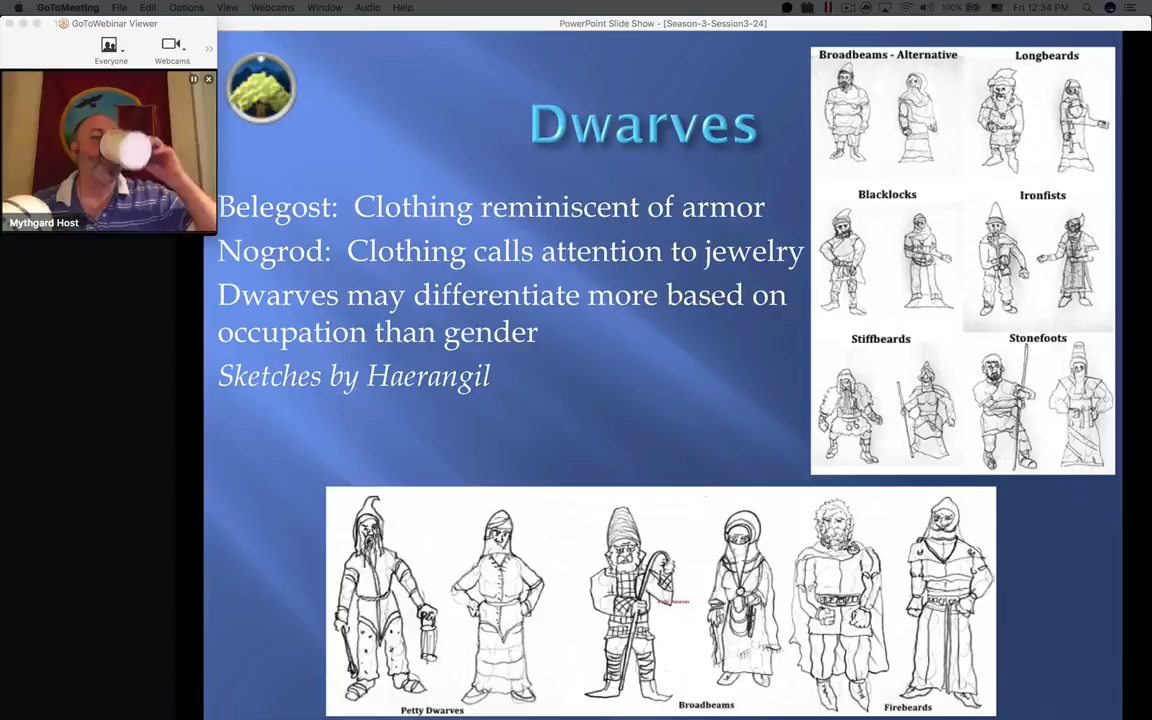 GoToMeeting File Edit Options View Webcams Window Audio Help
100% Fri 12:34 PM
GoToWebinar Viewer
PowerPoint Slide Show - [Season-3-Session3-24]
Everyone
Webcams
Mythgard Host
Dwarves
Belegost: Clothing reminiscent of armor
Nogrod: Clothing calls attention to jewelry
Dwarves may differentiate more based on
occupation than gender
Sketches by Haerangil
Broadbeams - Alternative
Longbeards
Blacklocks
Ironfists
Stiffbeards
Stonefoots
Petty Dwarves
Broadbeams
Firebeards